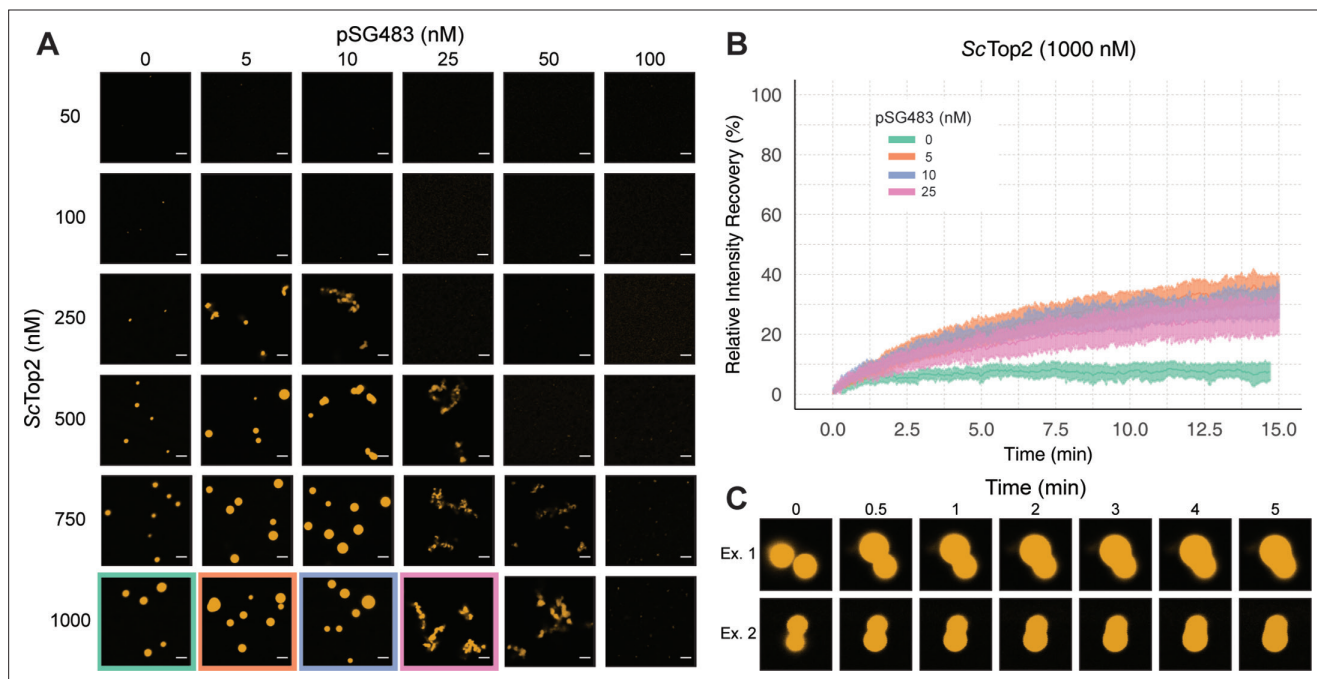 A
pSG483 (nM)
0 5 10 25 50 100
ScTop2 (nM)
50
100
250
500
750
1000
B
ScTop2 (1000 nM)
Relative Intensity Recovery (%)
100
80
60
40
20
0
pSG483 (nM)
0
5
10
25
0.0 2.5 5.0 7.5 10.0 12.5 15.0
Time (min)
C
Time (min)
0 0.5 1 2 3 4 5
Ex. 1
Ex. 2